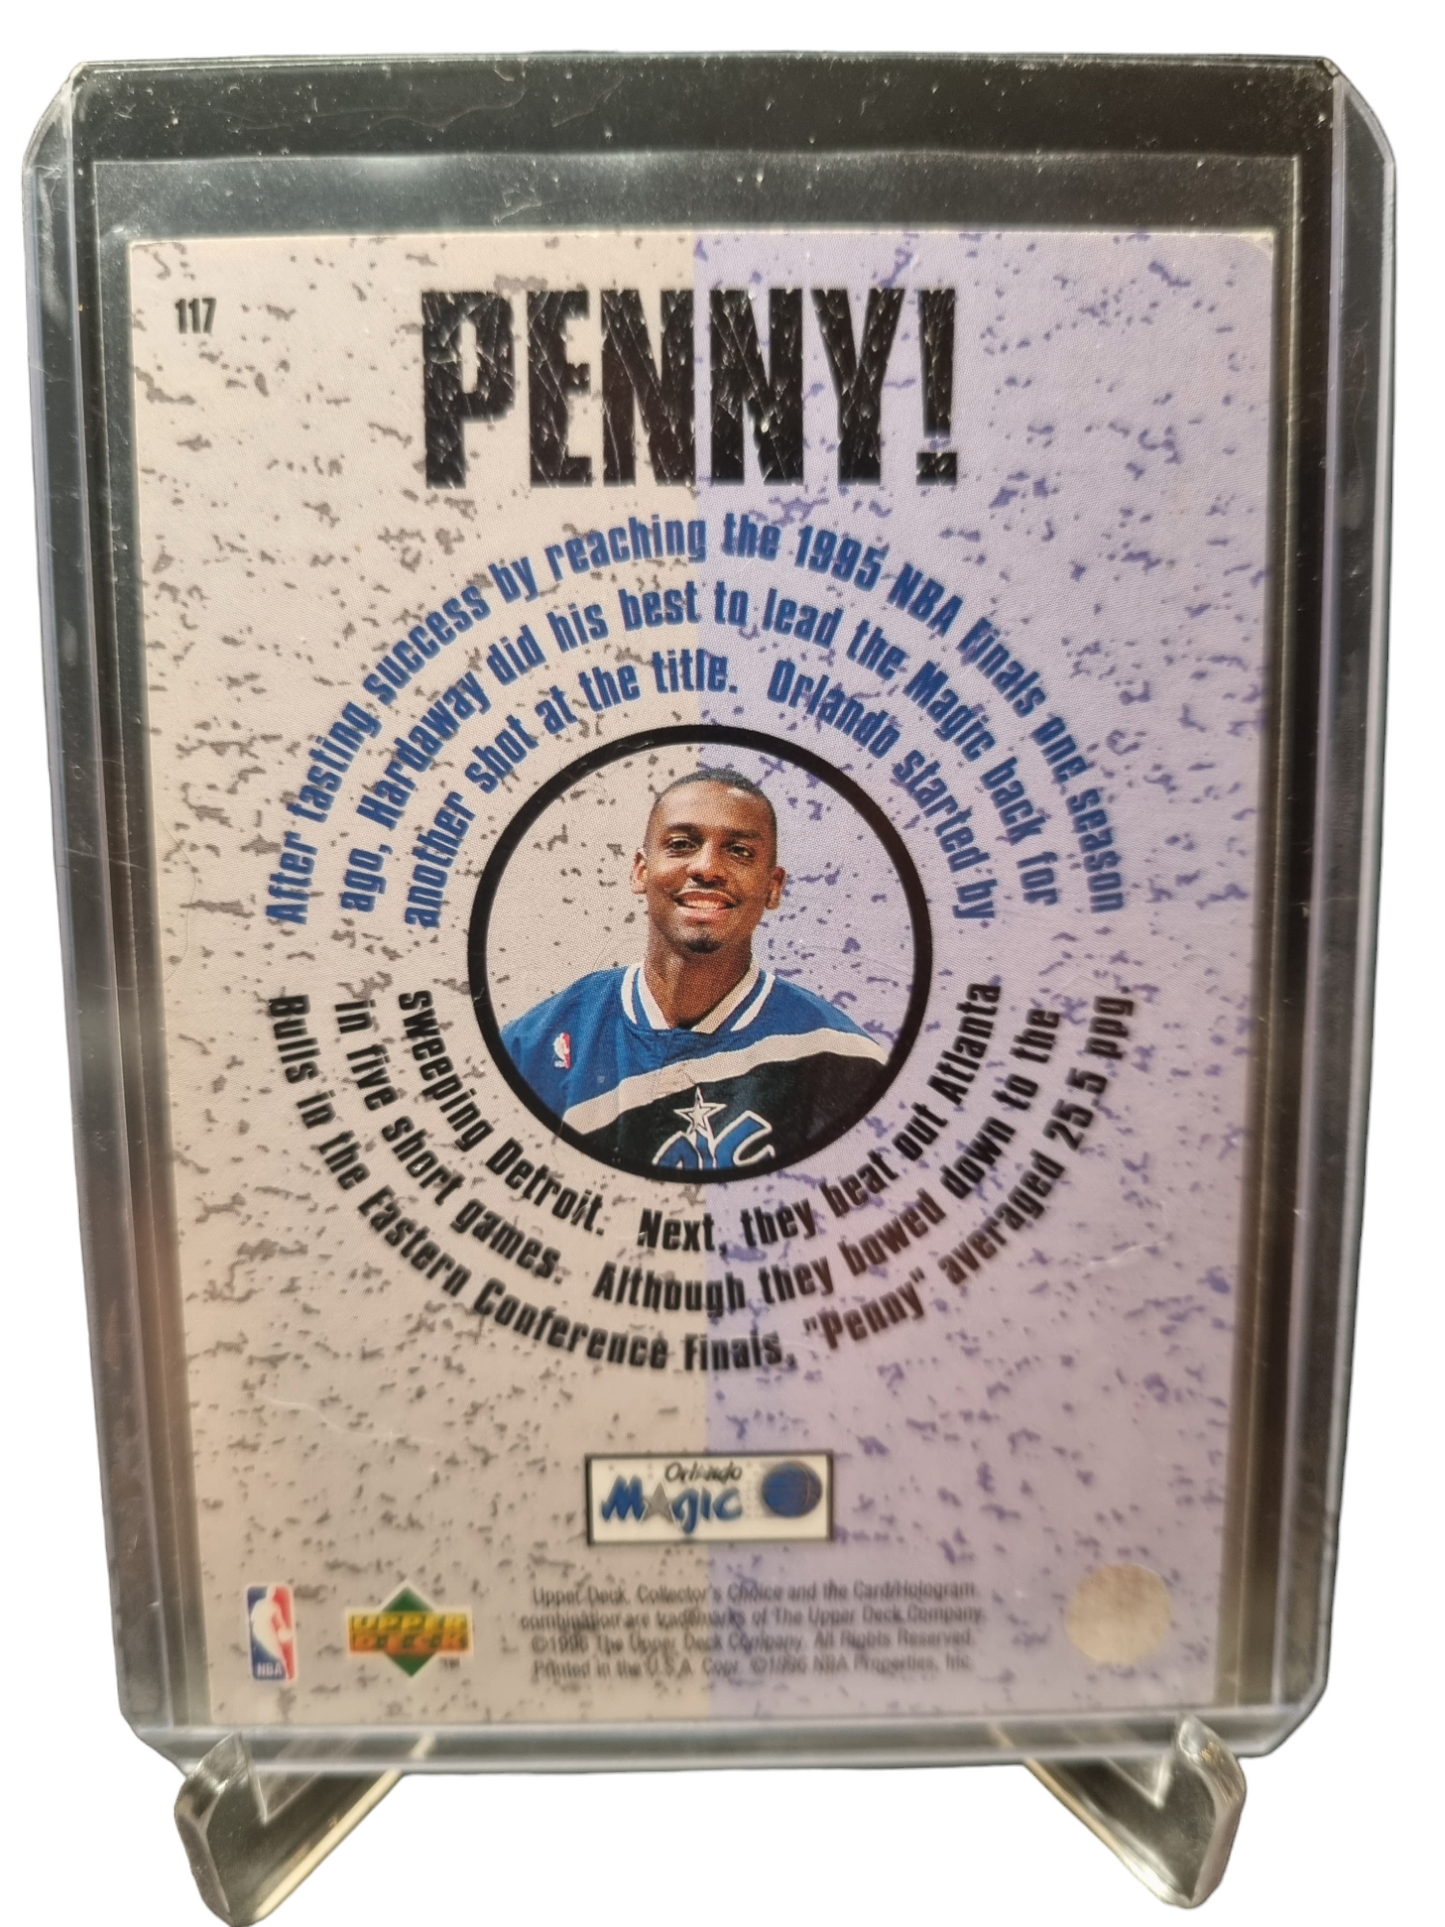 117
PENNY!
After tasting success by reaching the 1995 NBA Finals one season
ago, Hardaway did his best to lead the Magic back for
another shot at the title. Orlando started by
sweeping Detroit. Next, they beat out Atlanta
in five short games. Although they bowed down to the
Bulls in the Eastern Conference Finals, "Penny" averaged 25.5 ppg.
Orlando
Magic
NBA
UPPER
DECK
TM
Upper Deck, Collector's Choice and the Card/Hologram
combination are trademarks of The Upper Deck Company.
©1996 The Upper Deck Company. All Rights Reserved.
Printed in the U.S.A. Copr. ©1996 NBA Properties, Inc.